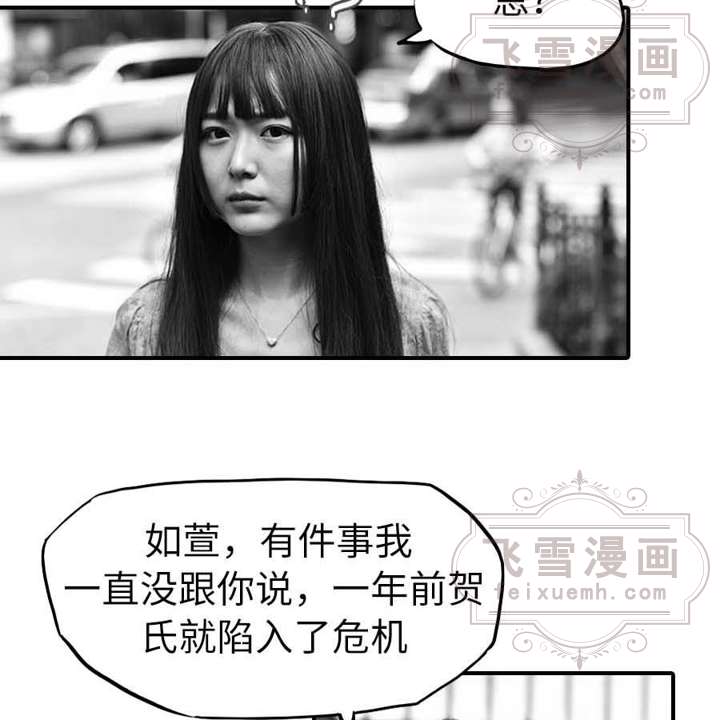 飞雪漫画
feixuemh.com
如萱，有件事我
一直没跟你说，一年前贺
氏就陷入了危机
飞雪漫画
feixuemh.com